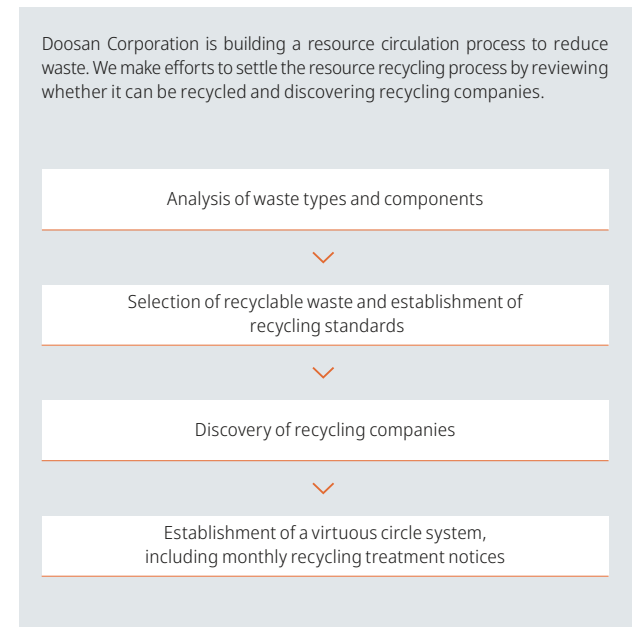 Doosan Corporation is building a resource circulation process to reduce
waste. We make efforts to settle the resource recycling process by reviewing
whether it can be recycled and discovering recycling companies.
Analysis of waste types and components
Selection of recyclable waste and establishment of
recycling standards
Discovery of recycling companies
Establishment of a virtuous circle system,
including monthly recycling treatment notices